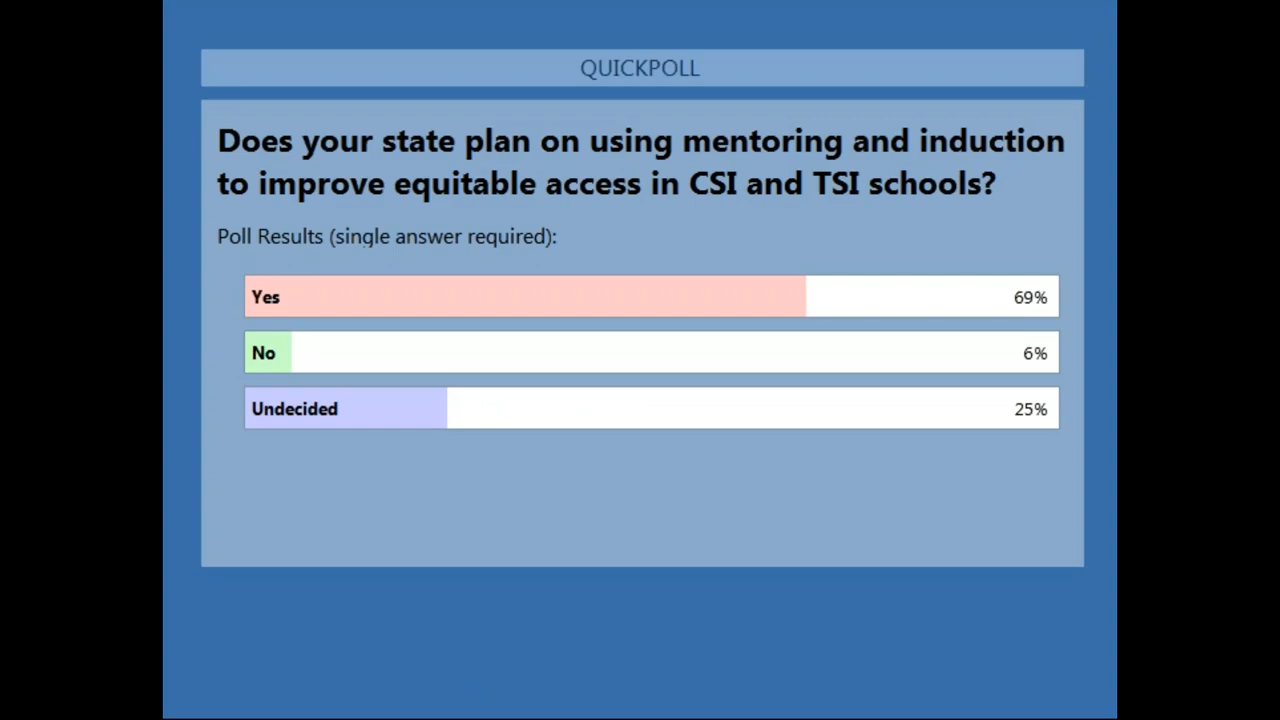 QUICKPOLL
Does your state plan on using mentoring and induction
to improve equitable access in CSI and TSI schools?
Poll Results (single answer required):
Yes 69%
No 6%
Undecided 25%